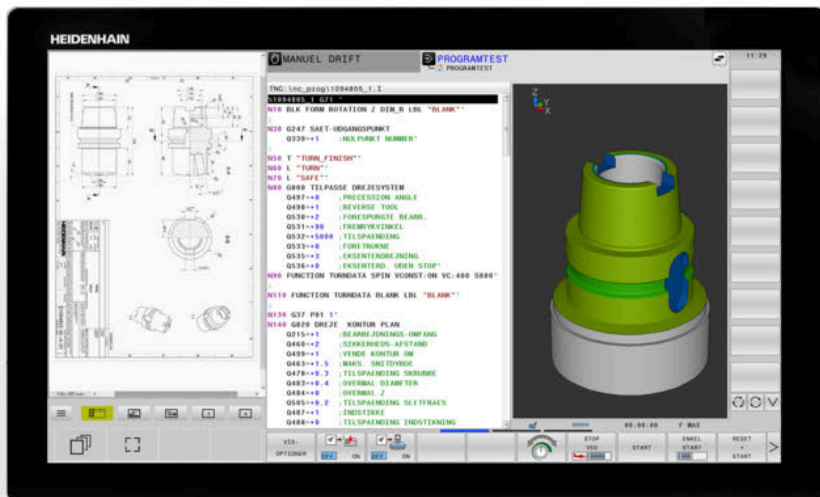 HEIDENHAIN
MANUEL DRIFT
PROGRAMTEST
PROGRAMTEST
11:29
TNC:\nc_prog\1094805_1.I
%1094805_1 G71 *
N10 BLK FORM ROTATION Z DIM_R LBL "BLANK"*
;
N30 G247 SAET-UDGANGSPUNKT
Q339=+1 ;NULPUNKT NUMMER*
;
N50 T "TURN_FINISH"*
N60 L "TURN"*
N70 L "SAFE"*
N80 G800 TILPASSE DREJESYSTEM
Q497=+0 ;PRECESSION ANGLE
Q498=+1 ;REVERSE TOOL
Q530=+2 ;FORESPURGTE BEARB.
Q531=+90 ;FREMRYKVINKEL
Q532=+5000 ;TILSPAENDING
Q533=+0 ;FORETRUKNE
Q535=+3 ;EKSENTERDREJNING
Q536=+0 ;EKSENTERD. UDEN STOP*
N90 FUNCTION TURNDATA SPIN VCONST:ON VC:400 S800*
;
N110 FUNCTION TURNDATA BLANK LBL "BLANK"*
;
N130 G37 P01 1*
N140 G820 DREJE KONTUR PLAN
Q215=+1 ;BEARBEJDNINGS-OMFANG
Q460=+2 ;SIKKERHEDS-AFSTAND
Q499=+1 ;VENDE KONTUR OM
Q463=+1.5 ;MAKS. SNITDYBDE
Q478=+0.3 ;TILSPAENDING SKRUBBE
Q483=+0.4 ;OVERMAL DIAMETER
Q484=+0 ;OVERMAL Z
Q505=+0.2 ;TILSPAENDING SLETFRAES
Q487=+1 ;INDSTIKKE
Q488=+0 ;TILSPAENDING INDSTIKNING
Z
Y
X
00:00:00 F MAX
VIS-
OPTIONER
OFF ON
OFF ON
STOP
VED
START
ENKEL
START
RESET
+
START